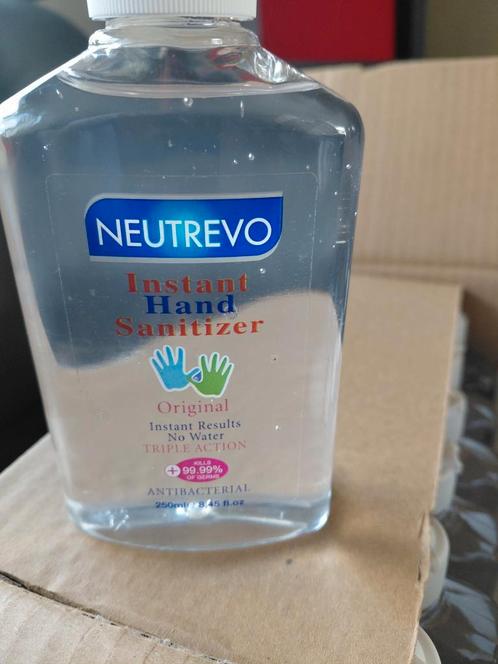 NEUTREVO
Instant
Hand
Sanitizer
Original
Instant Results
No Water
TRIPLE ACTION
KILLS
+ 99.99%
OF GERMS
ANTIBACTERIAL
250ml / 8.45 fl.oz